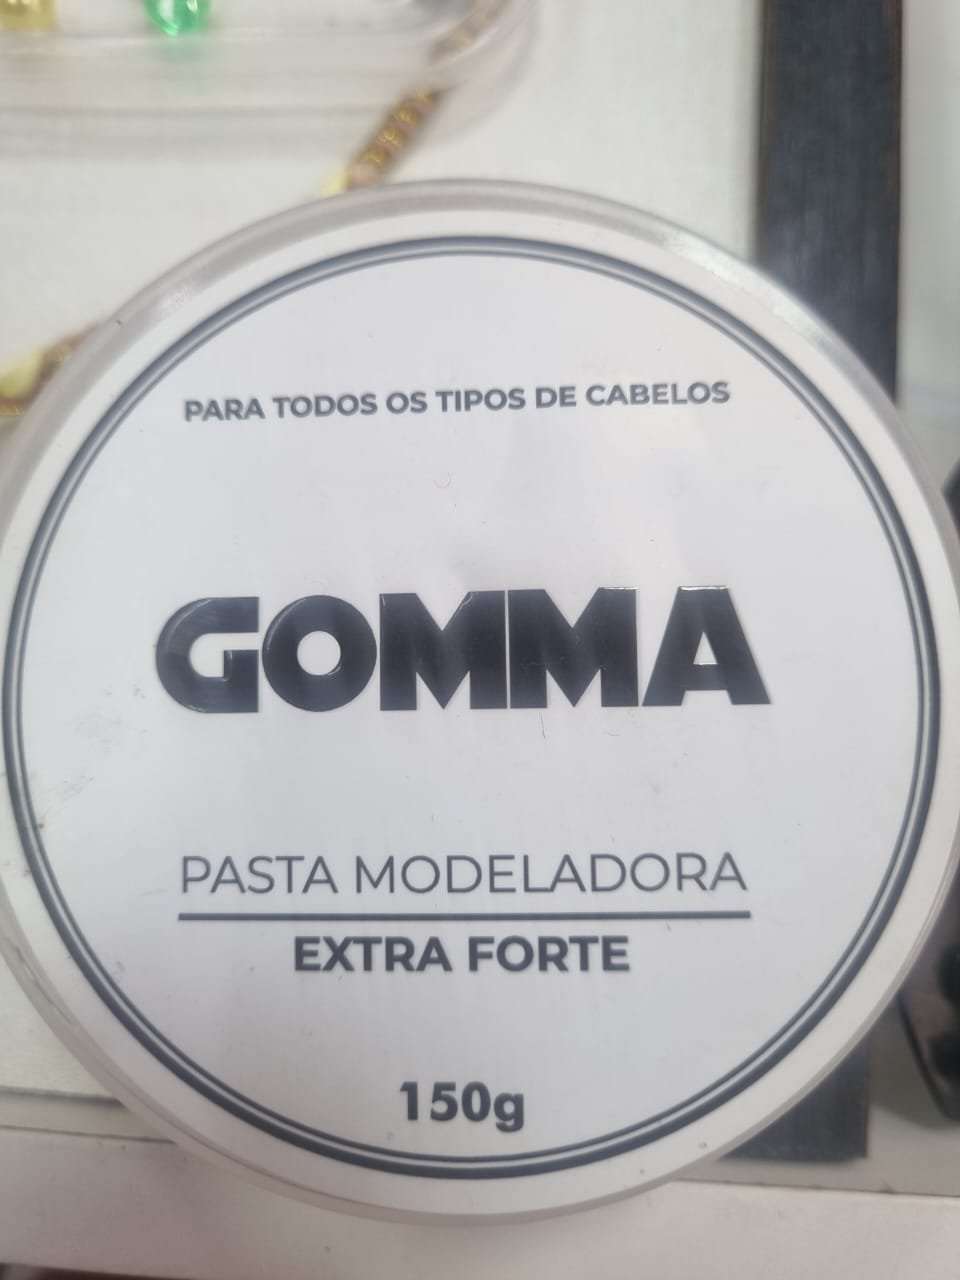 PARA TODOS OS TIPOS DE CABELOS
GOMMA
PASTA MODELADORA
EXTRA FORTE
150g